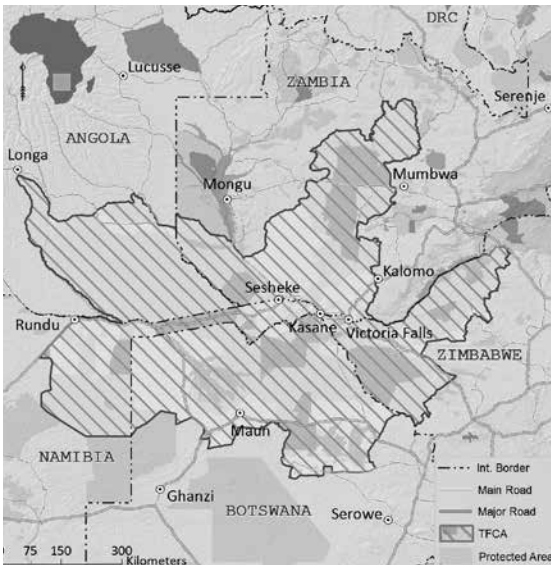 DRC
Lucusse
ZAMBIA
Serenje
ANGOLA
Longa
Mongu
Mumbwa
Kalomo
Sesheke
Rundu
Kasane
Victoria Falls
ZIMBABWE
Maun
NAMIBIA
Ghanzi
BOTSWANA
Serowe
Int. Border
Main Road
Major Road
TFCA
Protected Area
0 75 150 300
Kilometers